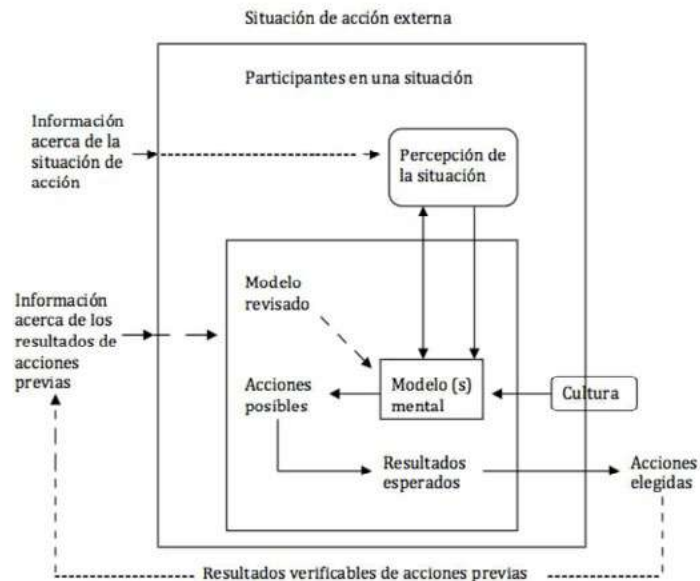 Situación de acción externa
Participantes en una situación
Información
acerca de la
situación de
acción
Percepción de
la situación
Modelo
revisado
Información
acerca de los
resultados de
acciones
previas
Acciones
posibles
Modelo (s)
mental
Cultura
Resultados
esperados
Acciones
elegidas
Resultados verificables de acciones previas